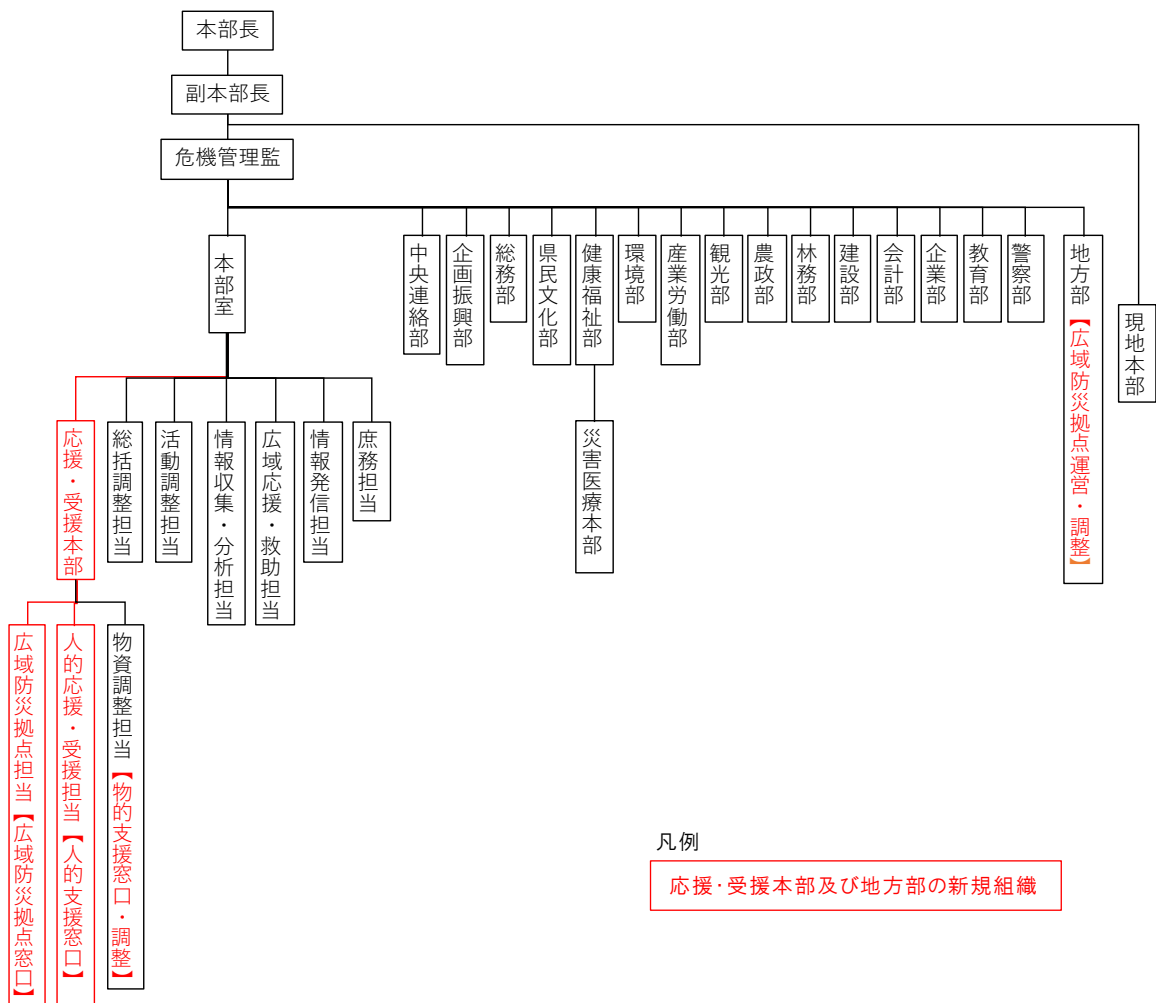 本部長
副本部長
危機管理監
本部室
中央連絡部
企画振興部
総務部
県民文化部
健康福祉部
環境部
産業労働部
観光部
農政部
林務部
建設部
会計部
企業部
教育部
警察部
地方部【広域防災拠点運営・調整】
現地本部
応援・受援本部
総括調整担当
活動調整担当
情報収集・分析担当
広域応援・救助担当
情報発信担当
庶務担当
災害医療本部
広域防災拠点担当【広域防災拠点窓口】
人的応援・受援担当【人的支援窓口】
物資調整担当【物的支援窓口・調整】
凡例
応援・受援本部及び地方部の新規組織